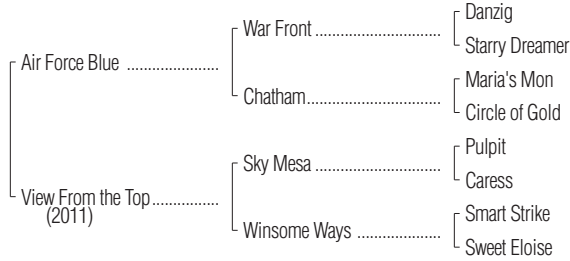 Danzig
War Front ..............................
Starry Dreamer
Air Force Blue ......................
Maria's Mon
Chatham................................
Circle of Gold
Pulpit
Sky Mesa ..............................
Caress
View From the Top................
(2011)
Smart Strike
Winsome Ways ....................
Sweet Eloise